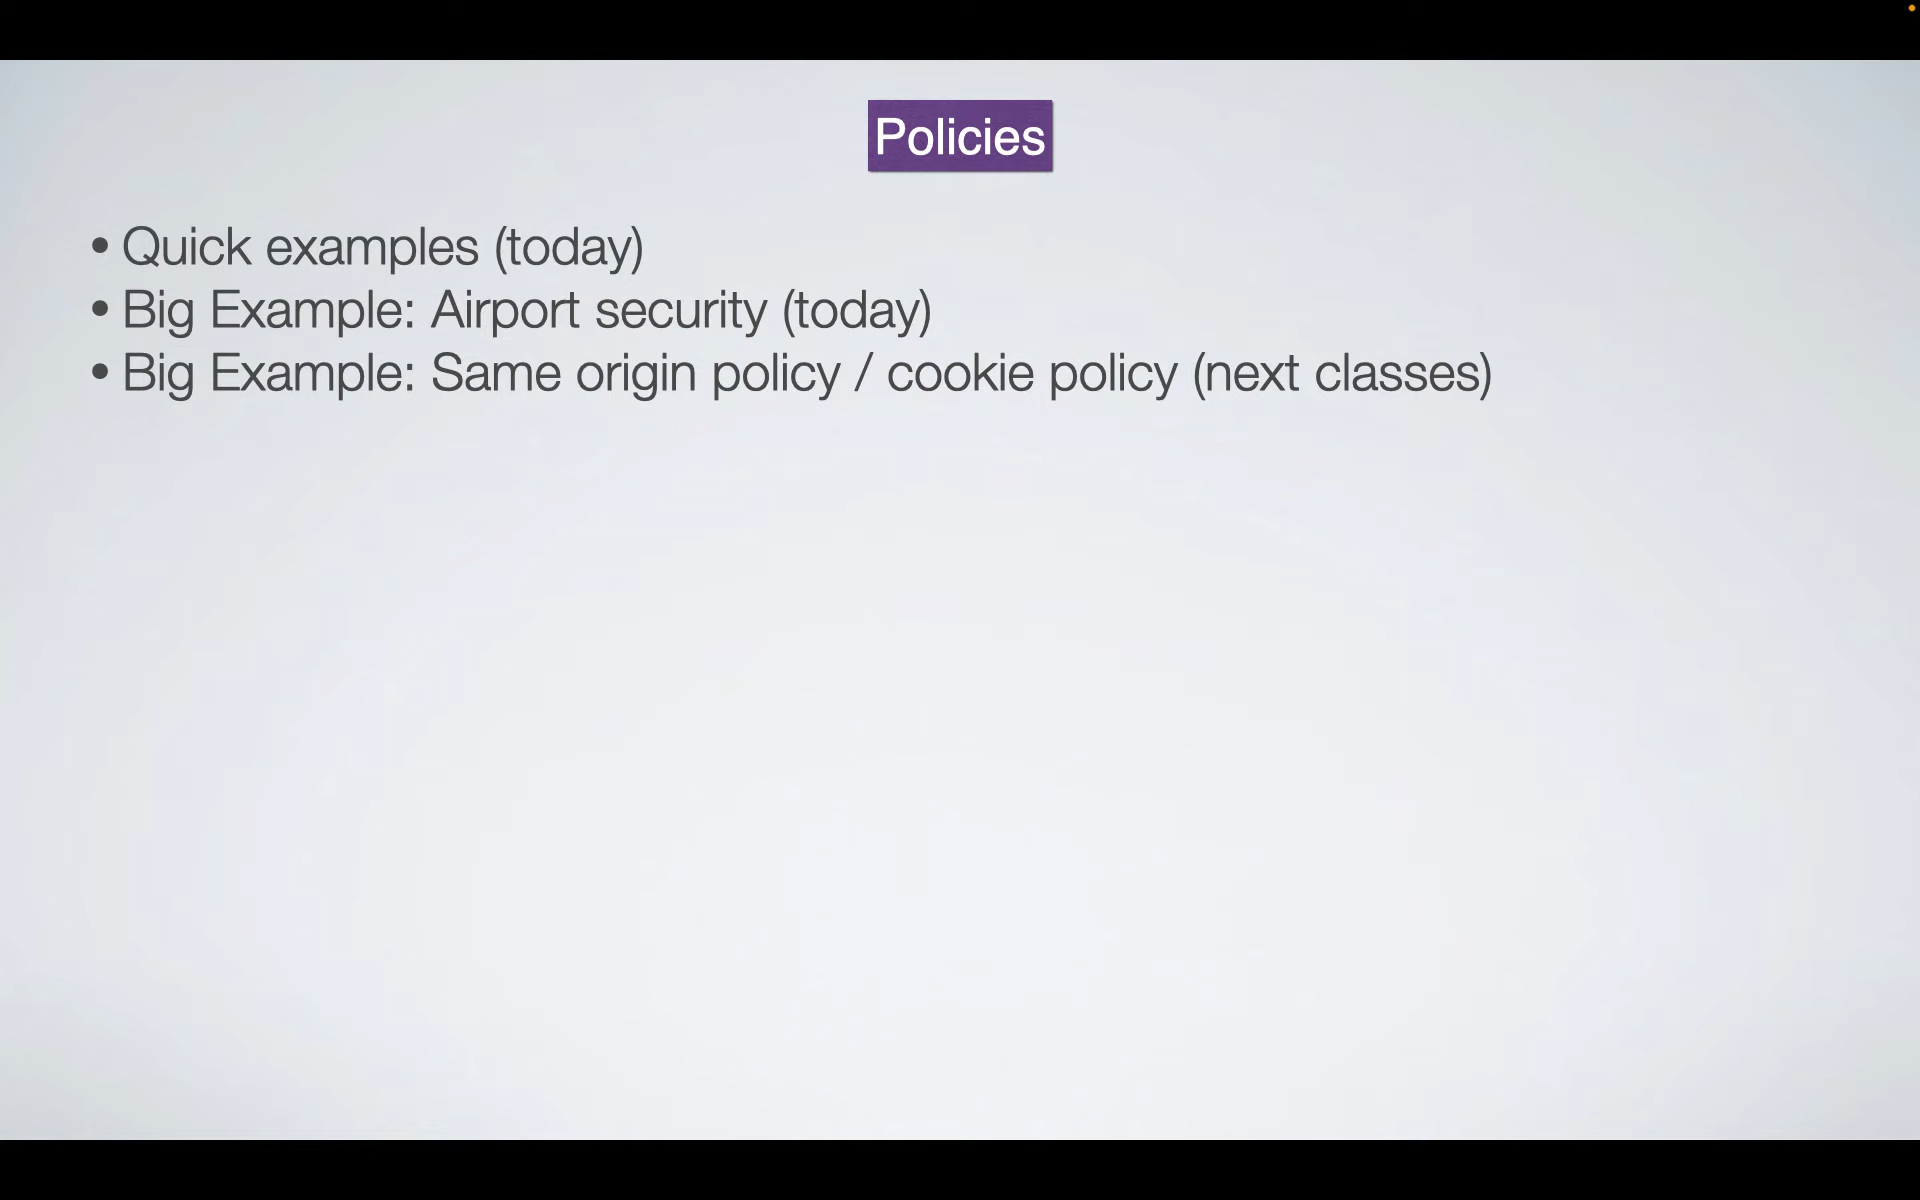 Policies
• Quick examples (today)
• Big Example: Airport security (today)
• Big Example: Same origin policy / cookie policy (next classes)